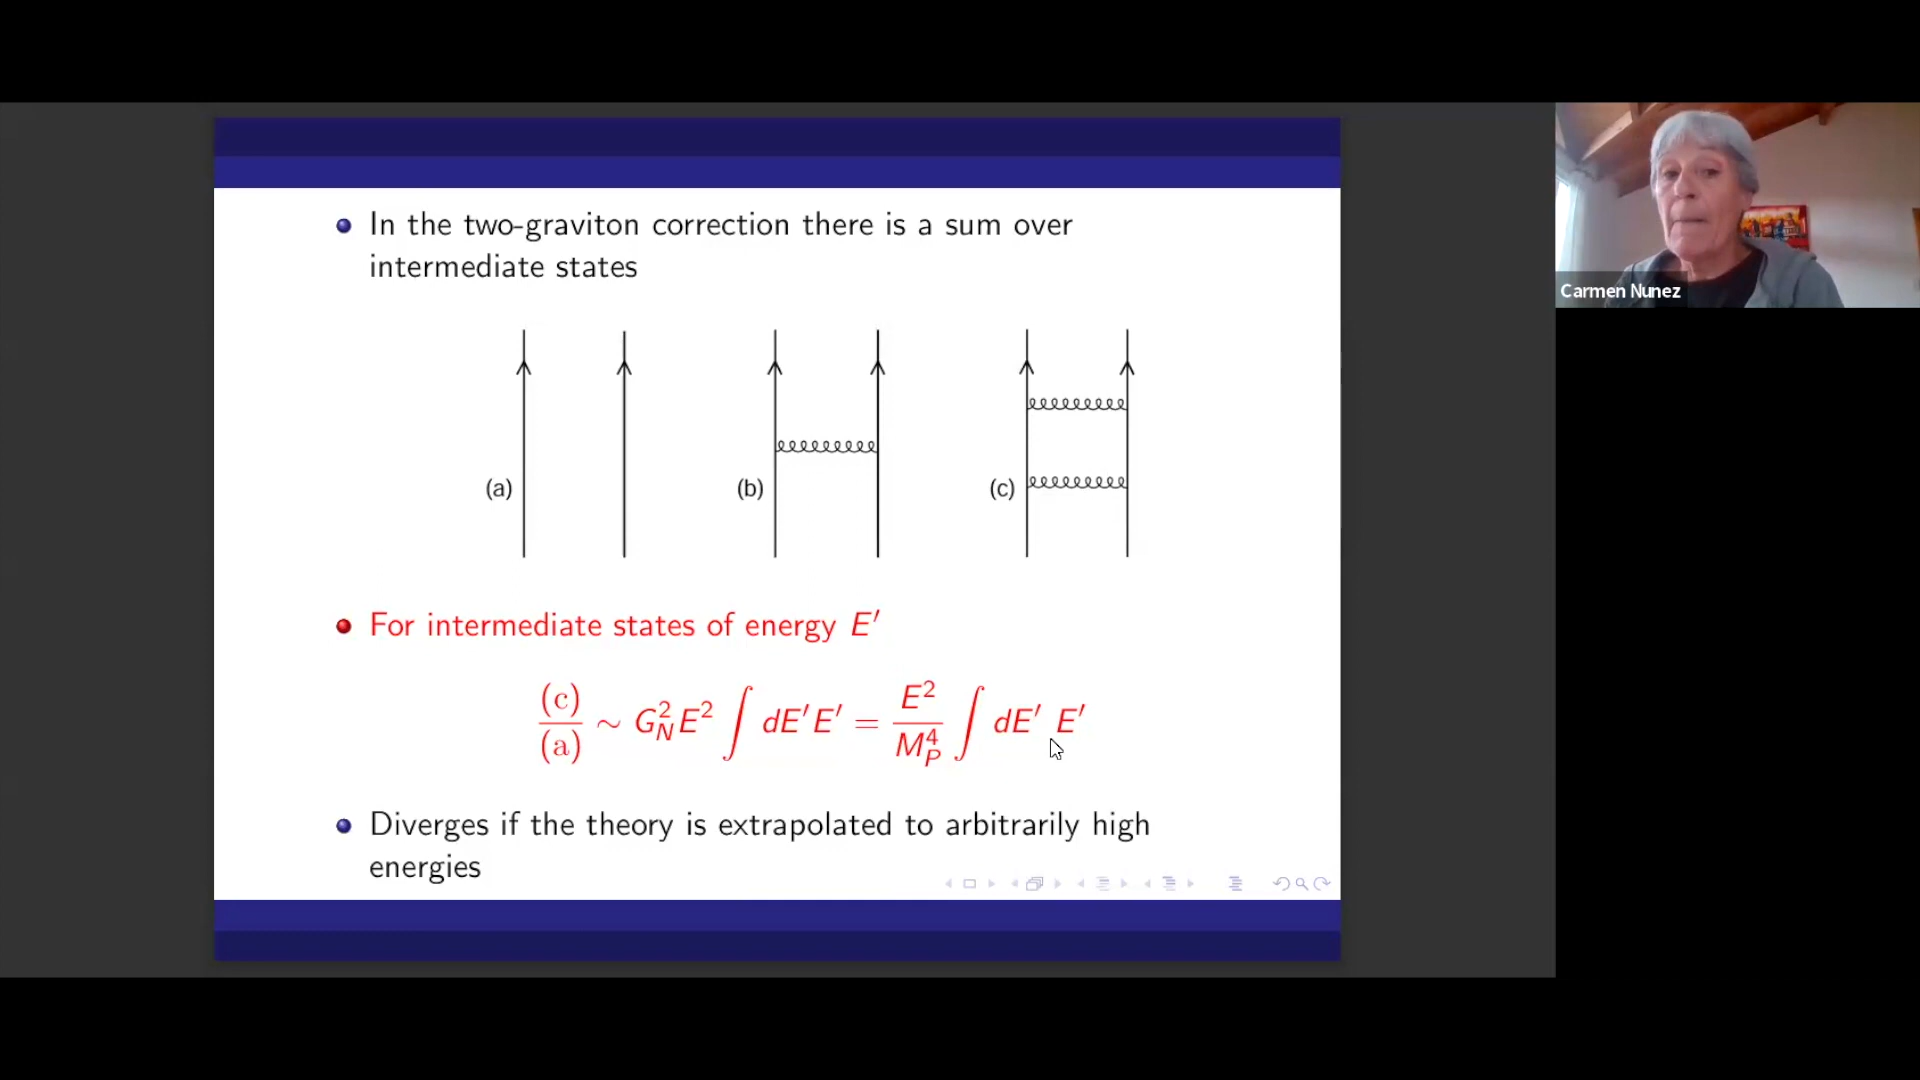 In the two-graviton correction there is a sum over
intermediate states
(a) (b) (c)
For intermediate states of energy E′
(c)/(a) ∼ G_N^2 E^2 ∫ dE′E′ = E^2/M_P^4 ∫ dE′ E′
Diverges if the theory is extrapolated to arbitrarily high
energies
Carmen Nunez